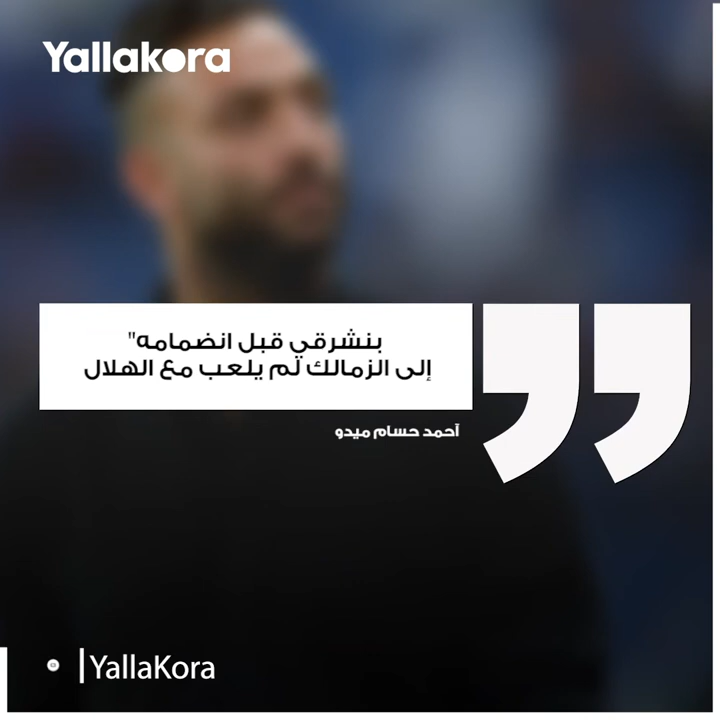 Yallakora
بنشرقي قبل انضمامه"
إلى الزمالك لم يلعب مع الهلال
أحمد حسام ميدو
YallaKora